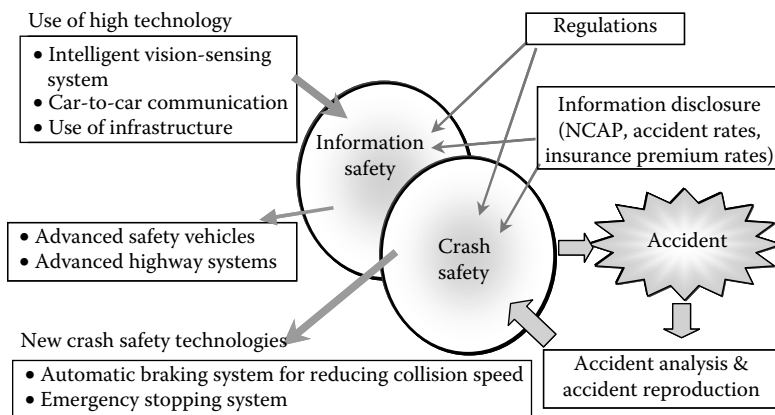 Use of high technology
• Intelligent vision-sensing
system
• Car-to-car communication
• Use of infrastructure
Regulations
Information disclosure
(NCAP, accident rates,
insurance premium rates)
Information
safety
• Advanced safety vehicles
• Advanced highway systems
Crash
safety
Accident
New crash safety technologies
• Automatic braking system for reducing collision speed
• Emergency stopping system
Accident analysis &
accident reproduction